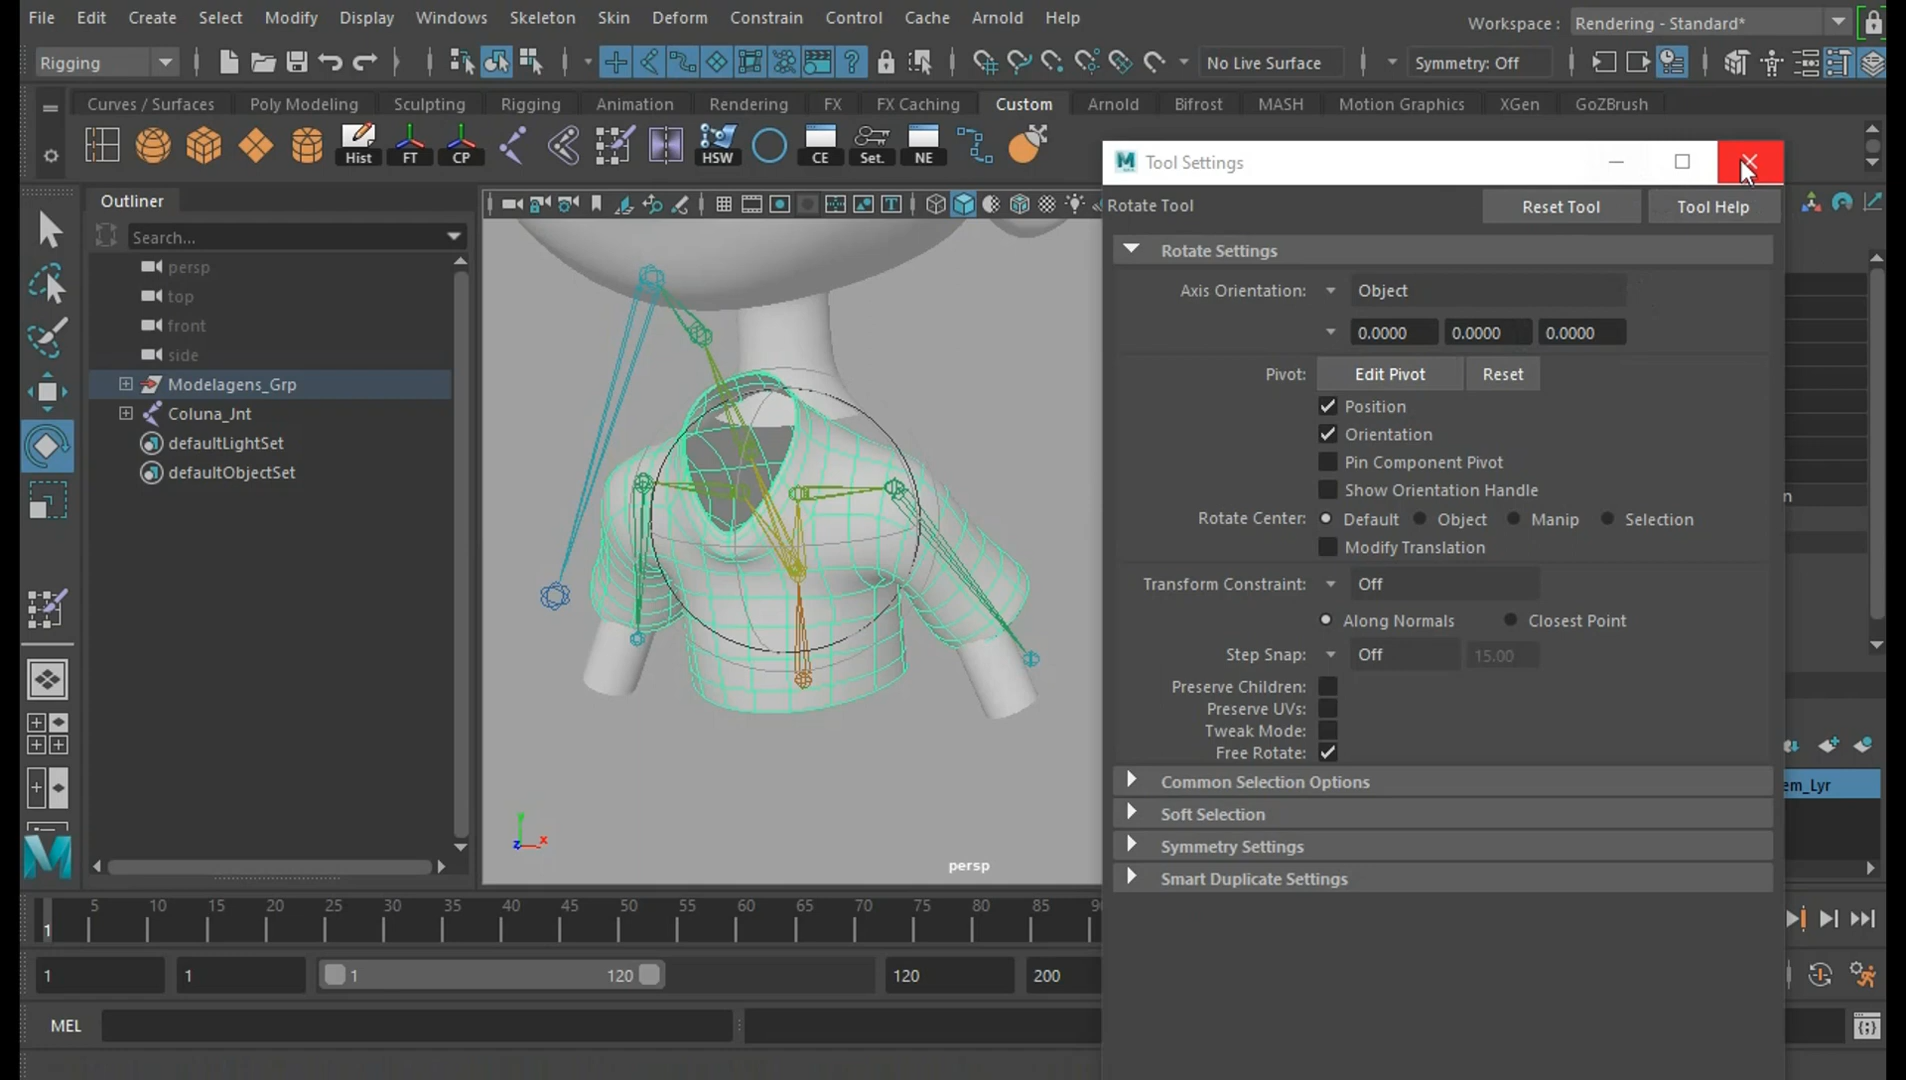 File Edit Create Select Modify Display Windows Skeleton Skin Deform Constrain Control Cache Arnold Help
Workspace : Rendering - Standard*
Rigging
No Live Surface
Symmetry: Off
Curves / Surfaces Poly Modeling Sculpting Rigging Animation Rendering FX FX Caching Custom Arnold Bifrost MASH Motion Graphics XGen GoZBrush
Hist FT CP HSW CE Set. NE
Tool Settings
Outliner
Rotate Tool
Reset Tool
Tool Help
Search...
persp
top
front
side
Modelagens_Grp
Coluna_Jnt
defaultLightSet
defaultObjectSet
Rotate Settings
Axis Orientation: Object
0.0000 0.0000 0.0000
Pivot: Edit Pivot Reset
Position
Orientation
Pin Component Pivot
Show Orientation Handle
Rotate Center: Default Object Manip Selection
Modify Translation
Transform Constraint: Off
Along Normals Closest Point
Step Snap: Off 15.00
Preserve Children:
Preserve UVs:
Tweak Mode:
Free Rotate:
Common Selection Options
Soft Selection
Symmetry Settings
Smart Duplicate Settings
em_Lyr
y
z
x
persp
5 10 15 20 25 30 35 40 45 50 55 60 65 70 75 80 85
1
1 1 1 120 120 200
MEL